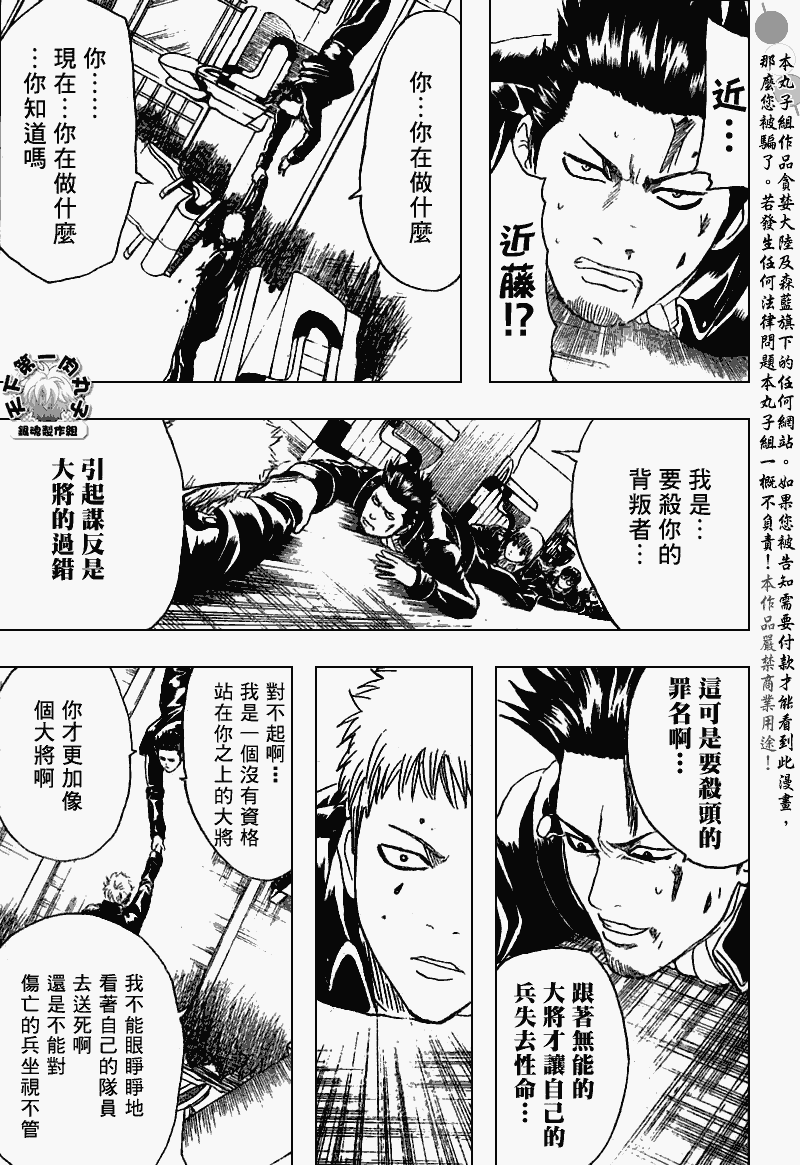 近…
近藤!?
你…你在做什麼
你……
現在…你在做什麼
…你知道嗎
我是…
要殺你的
背叛者…
引起謀反是
大將的過錯
這可是要殺頭的
罪名啊…
跟著無能的
大將才讓自己的
兵失去性命…
對不起啊…
我是一個沒有資格
站在你之上的大將
你才更加像
個大將啊
我不能眼睜睜地
看著自己的隊員
去送死啊
還是不能對
傷亡的兵坐視不管
天下第一肉丸子
銀魂製作組
本丸子組作品貪婪大陸及森藍旗下的任何網站。如果您被告知需要付款才能看到此漫畫，
那麼您被騙了。若發生任何法律問題本丸子組一概不負責！本作品嚴禁商業用途！